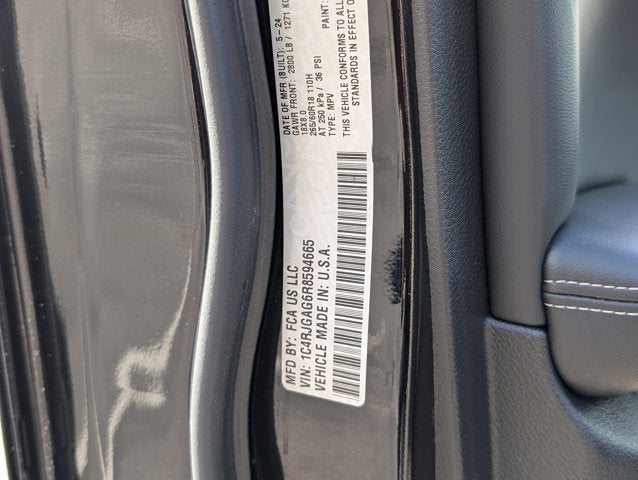 MFD BY: FCA US LLC
VIN: 1C4RJGAG6R8594665
VEHICLE MADE IN: U.S.A.
DATE OF MFR (BUILT): 5-24
GAWR FRONT: 2800 LB / 1271 KG
18X8.0
265/60R18 110H
AT 250 kPa / 36 PSI
TYPE: MPV
PAINT:
THIS VEHICLE CONFORMS TO ALL
STANDARDS IN EFFECT